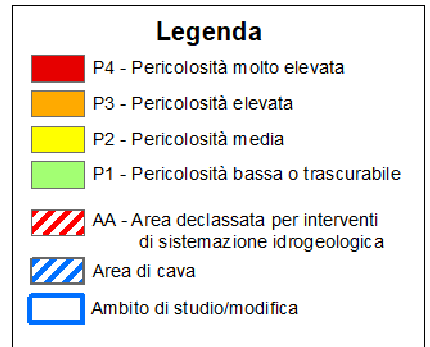 Legenda
P4 - Pericolosità molto elevata
P3 - Pericolosità elevata
P2 - Pericolosità media
P1 - Pericolosità bassa o trascurabile
AA - Area declassata per interventi
di sistemazione idrogeologica
Area di cava
Ambito di studio/modifica